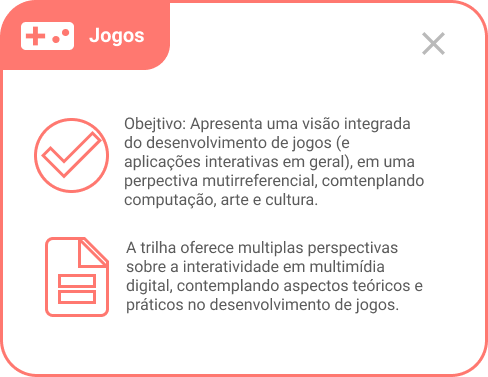 Jogos
Obejtivo: Apresenta uma visão integrada
do desenvolvimento de jogos (e
aplicações interativas em geral), em uma
perpectiva mutirreferencial, comtenplando
computação, arte e cultura.
A trilha oferece multiplas perspectivas
sobre a interatividade em multimídia
digital, contemplando aspectos teóricos e
práticos no desenvolvimento de jogos.